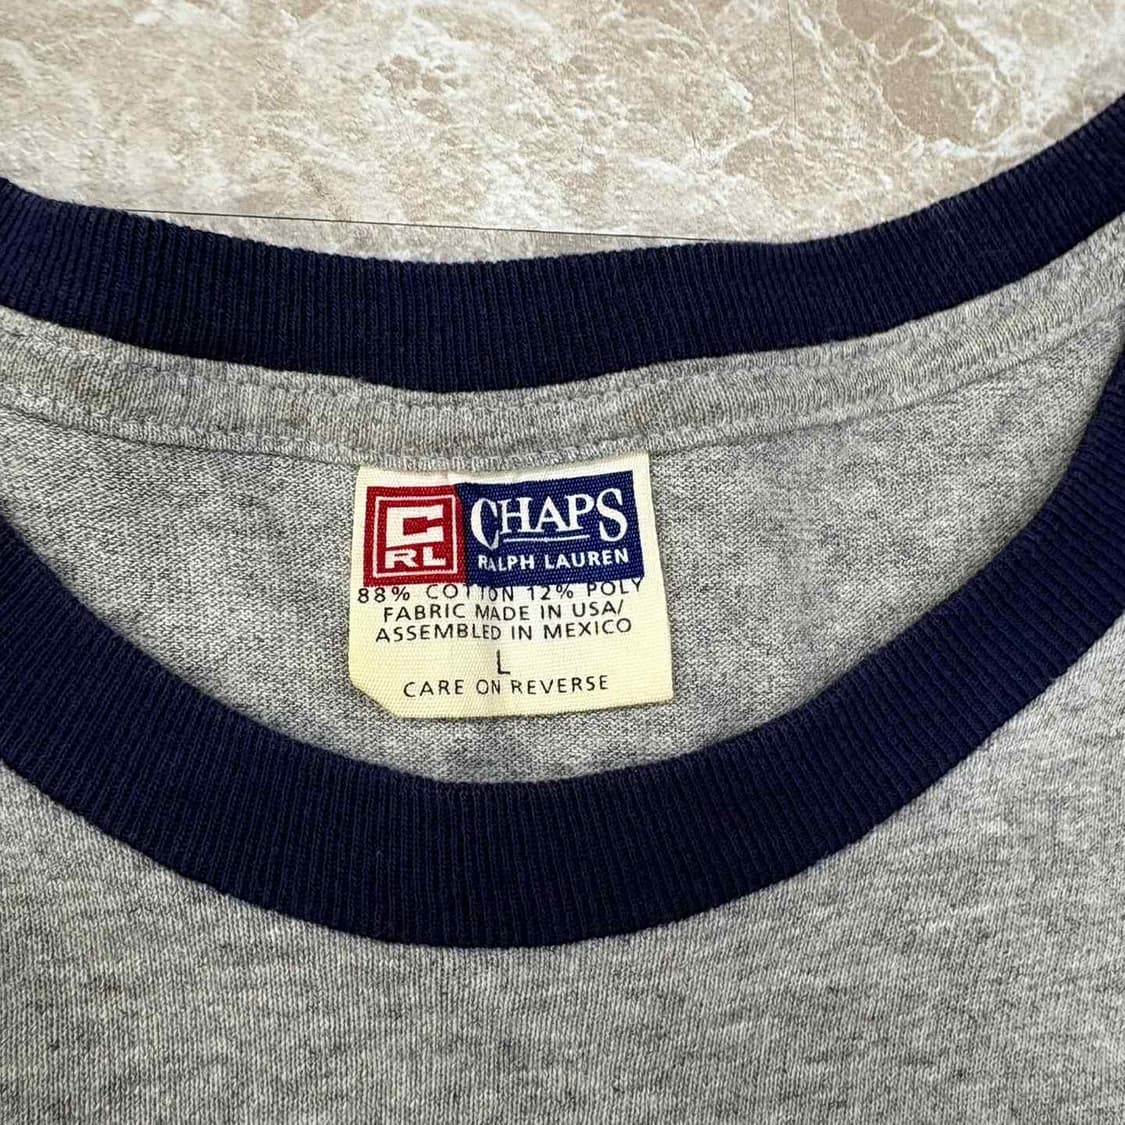 C
RL
CHAPS
RALPH LAUREN
88% COTTON 12% POLY
FABRIC MADE IN USA/
ASSEMBLED IN MEXICO
L
CARE ON REVERSE